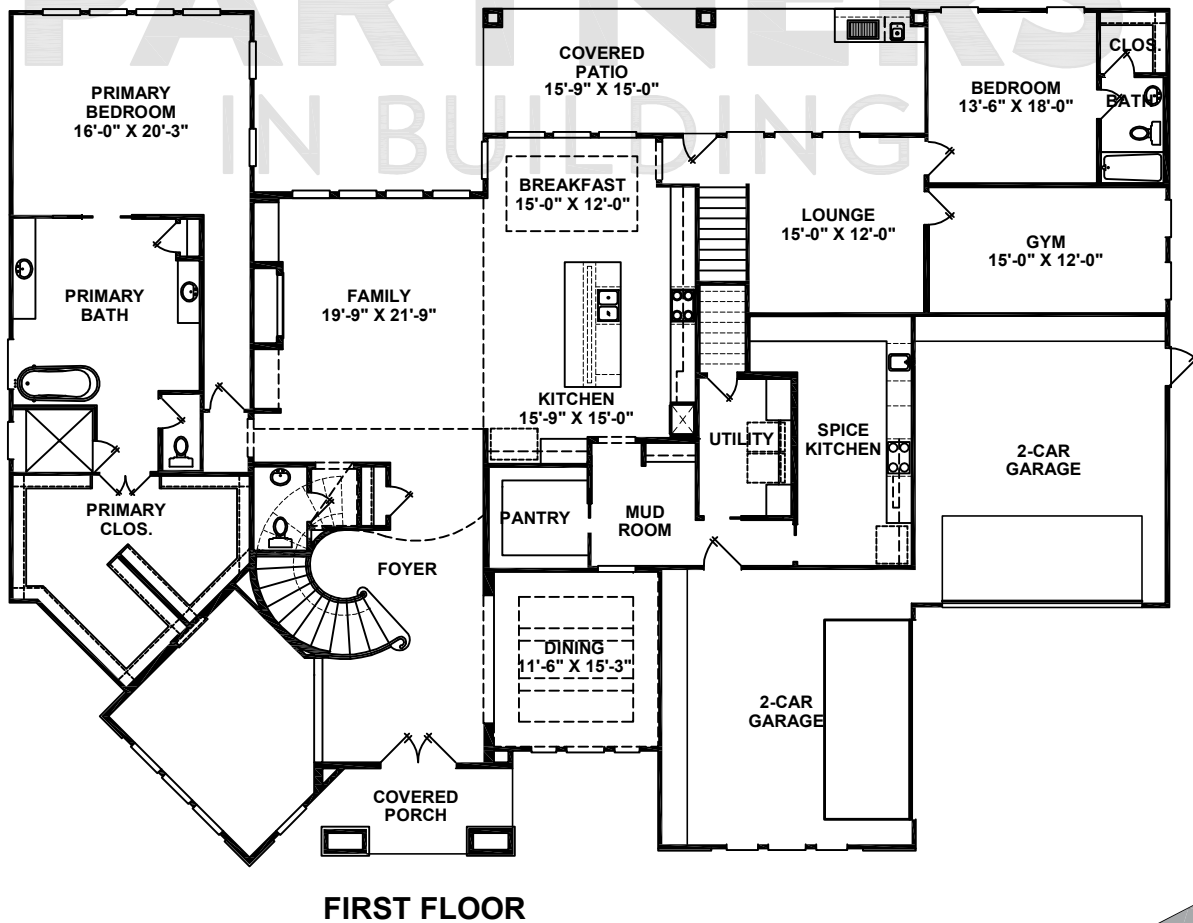 PARTNERS
IN BUILDING
PRIMARY
BEDROOM
16'-0" X 20'-3"
COVERED
PATIO
15'-9" X 15'-0"
BEDROOM
13'-6" X 18'-0"
CLOS.
BATH
BREAKFAST
15'-0" X 12'-0"
LOUNGE
15'-0" X 12'-0"
GYM
15'-0" X 12'-0"
PRIMARY
BATH
FAMILY
19'-9" X 21'-9"
KITCHEN
15'-9" X 15'-0"
UTILITY
SPICE
KITCHEN
2-CAR
GARAGE
PRIMARY
CLOS.
PANTRY
MUD
ROOM
FOYER
DINING
11'-6" X 15'-3"
2-CAR
GARAGE
COVERED
PORCH
FIRST FLOOR